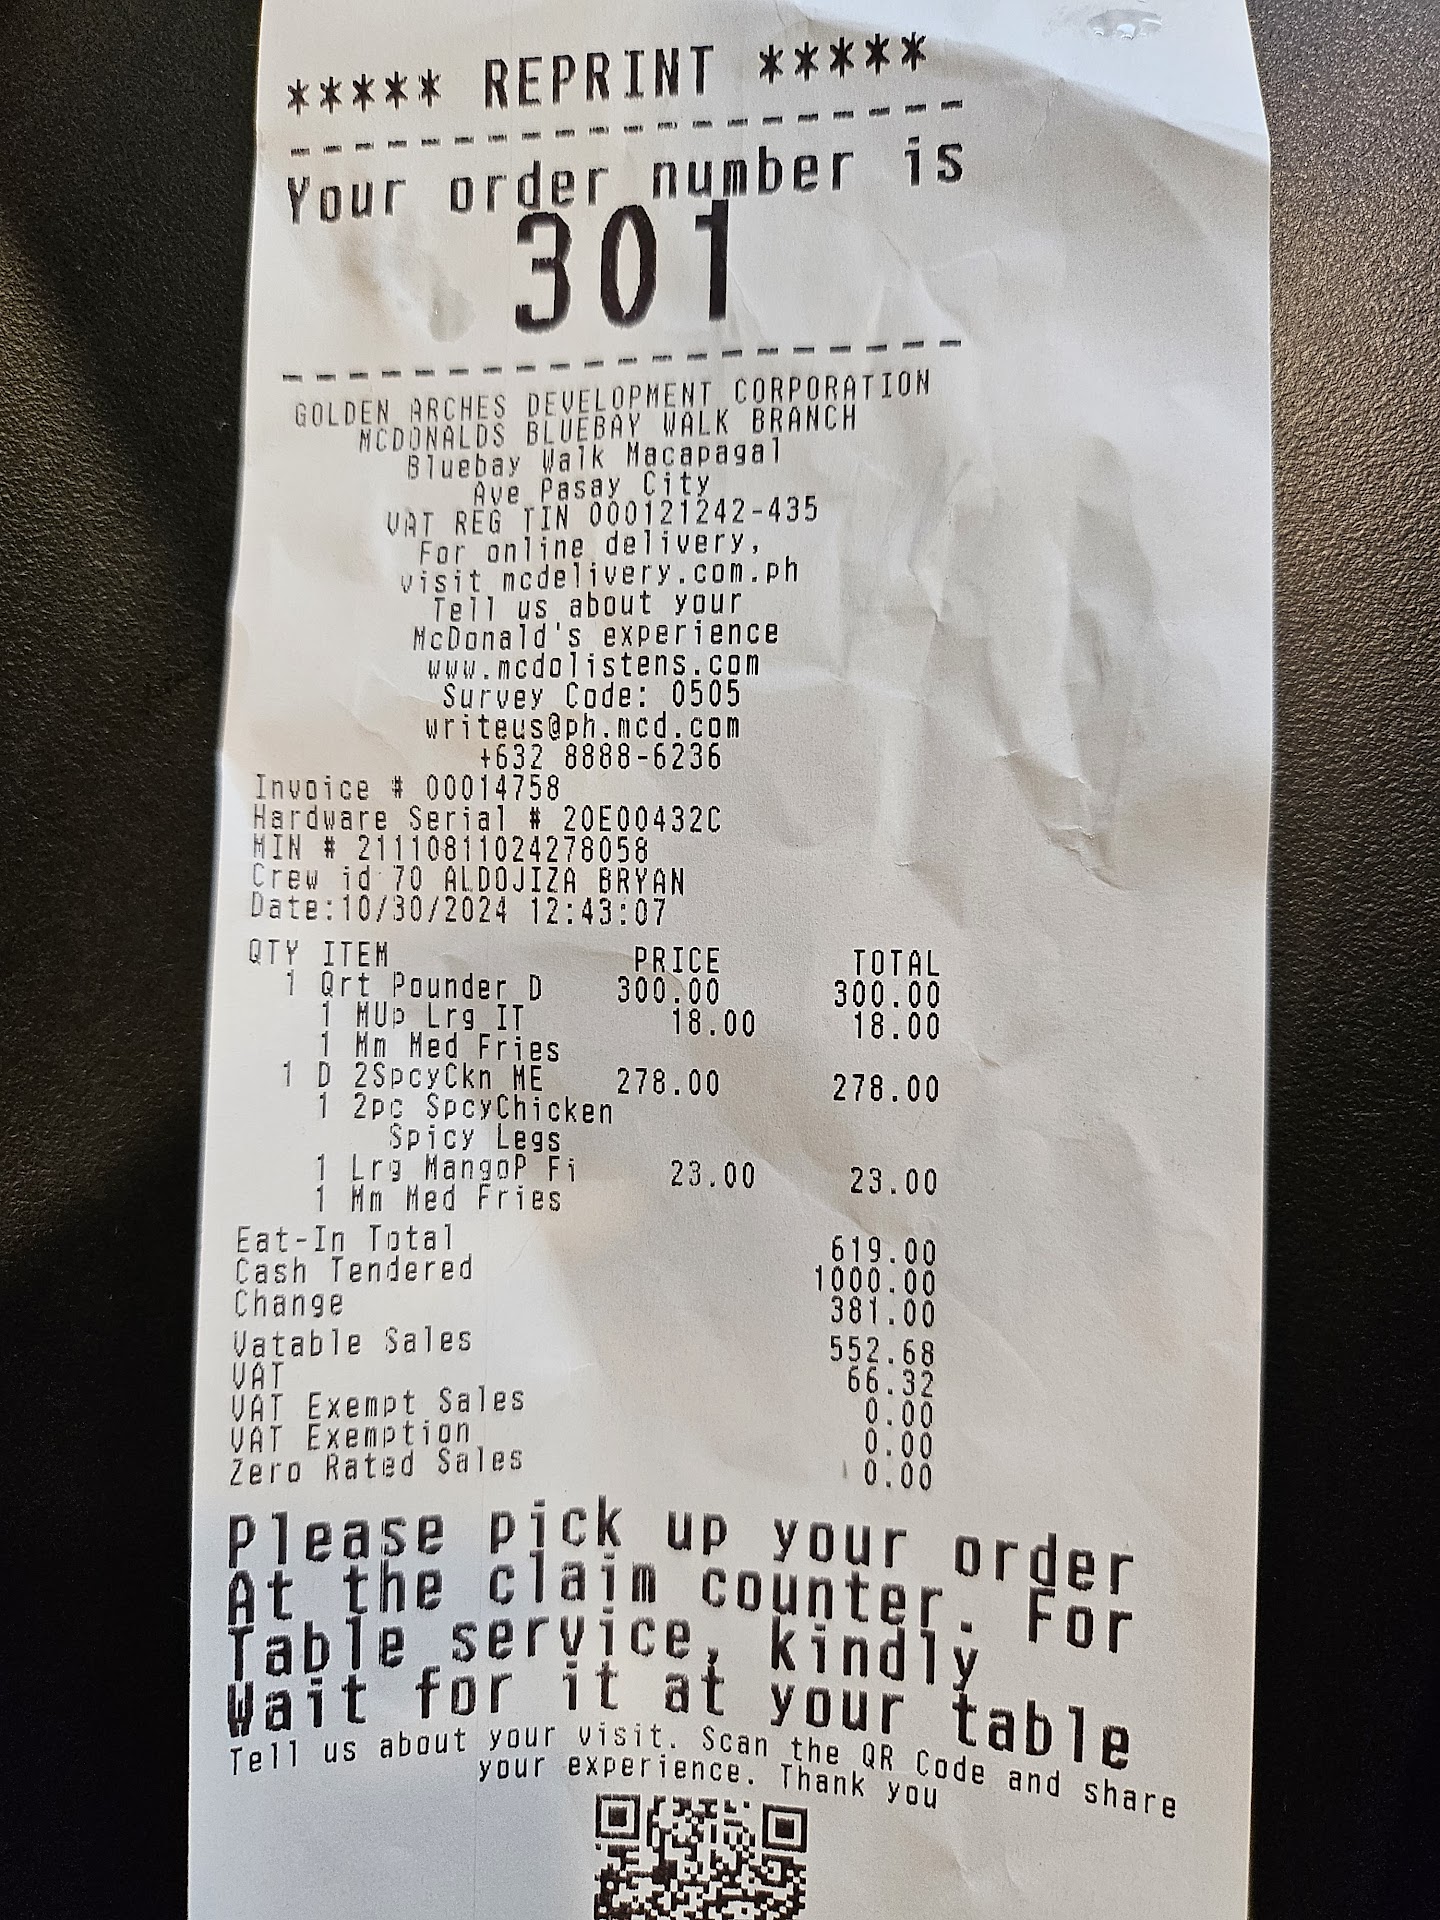 ***** REPRINT *****
--------------------
Your order number is
301
--------------------
GOLDEN ARCHES DEVELOPMENT CORPORATION
MCDONALDS BLUEBAY WALK BRANCH
Bluebay Walk Macapagal
Ave Pasay City
VAT REG TIN 000121242-435
For online delivery,
visit mcdelivery.com.ph
Tell us about your
McDonald's experience
www.mcdolistens.com
Survey Code: 0505
writeus@ph.mcd.com
+632 8888-6236
Invoice # 00014758
Hardware Serial # 20E00432C
MIN # 21110811024278058
Crew id 70 ALDOJIZA BRYAN
Date:10/30/2024 12:43:07
QTY ITEM PRICE TOTAL
1 Qrt Pounder D 300.00 300.00
1 MUp Lrg IT 18.00 18.00
1 Mm Med Fries
1 D 2SpcyCkn ME 278.00 278.00
1 2pc SpcyChicken
Spicy Legs
1 Lrg MangoP Fi 23.00 23.00
1 Mm Med Fries
Eat-In Total 619.00
Cash Tendered 1000.00
Change 381.00
Vatable Sales 552.68
VAT 66.32
VAT Exempt Sales 0.00
VAT Exemption 0.00
Zero Rated Sales 0.00
Please pick up your order
At the claim counter. For
Table service, kindly
Wait for it at your table
Tell us about your visit. Scan the QR Code and share
your experience. Thank you